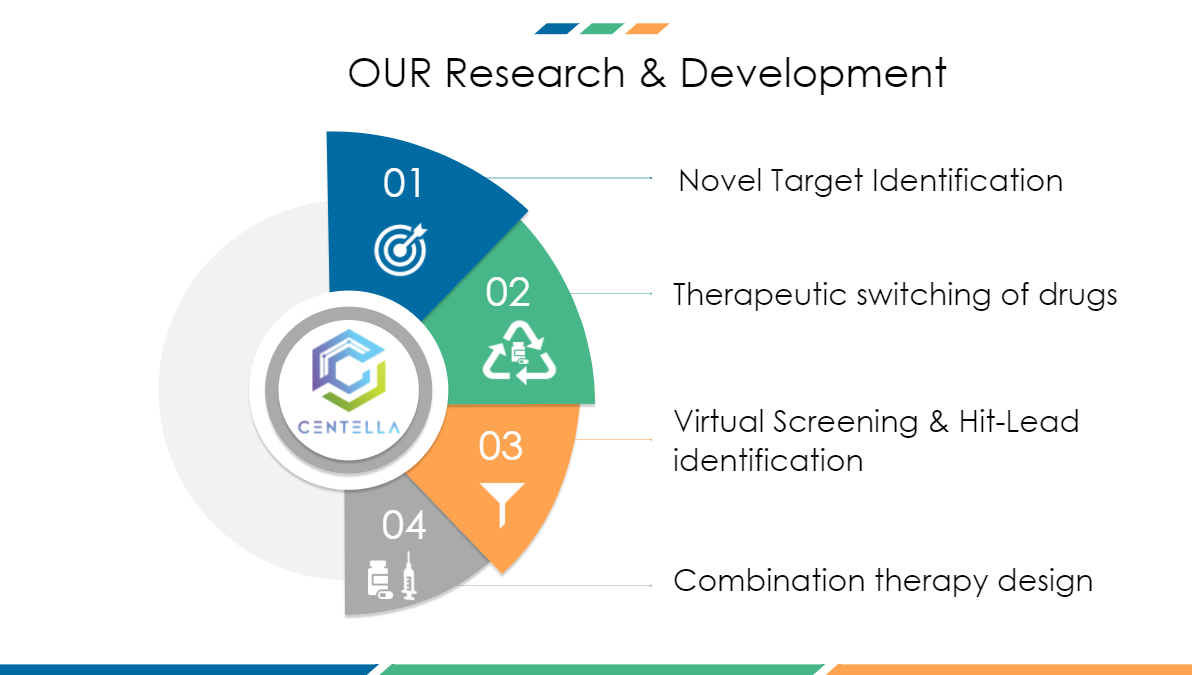 OUR Research & Development
01
Novel Target Identification
02
Therapeutic switching of drugs
CENTELLA
03
Virtual Screening & Hit-Lead
identification
04
Combination therapy design